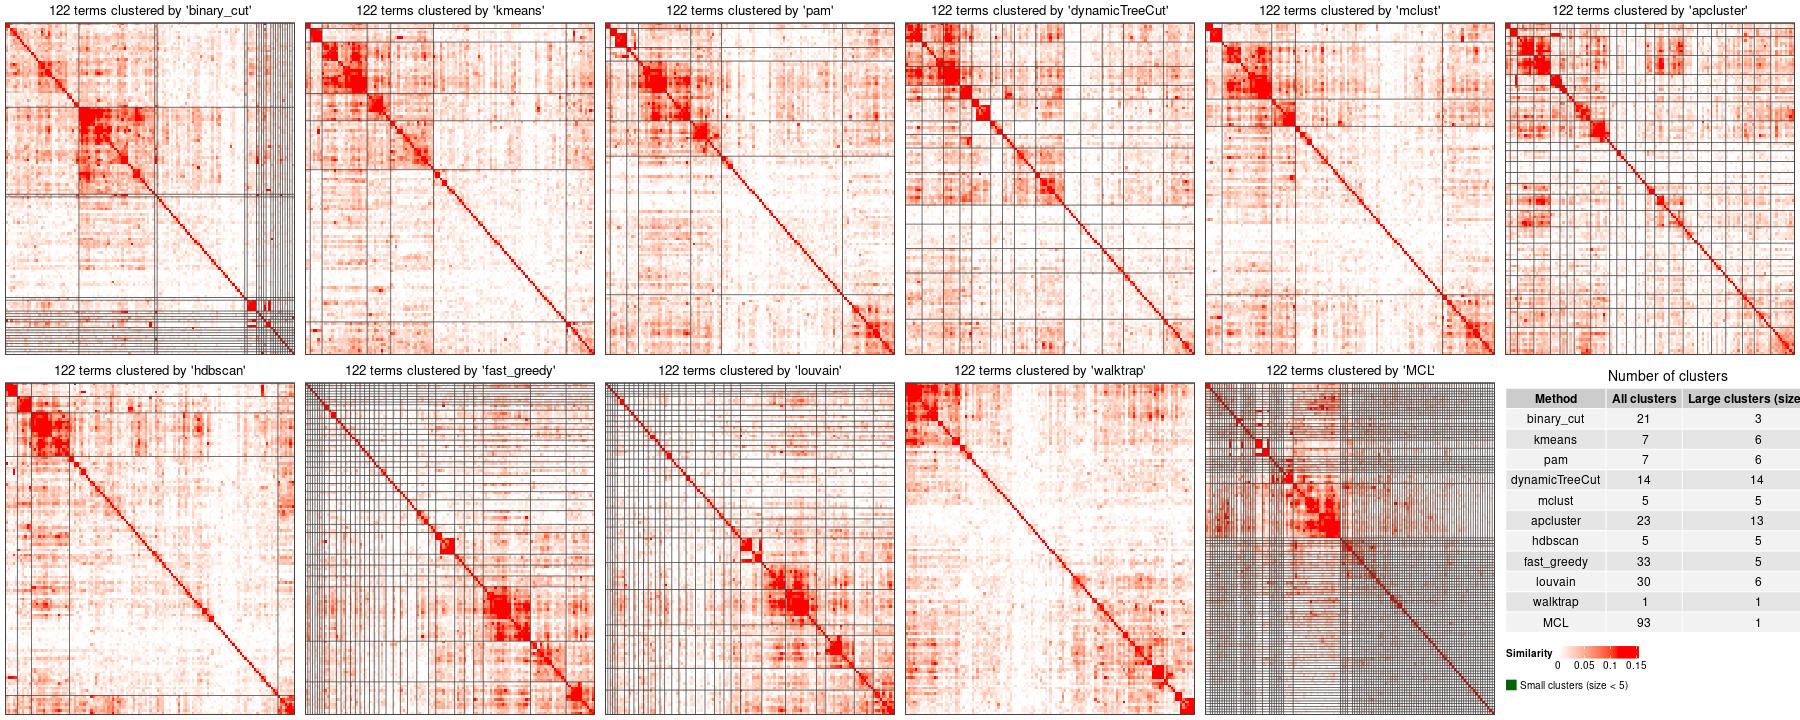 122 terms clustered by 'binary_cut'
122 terms clustered by 'kmeans'
122 terms clustered by 'pam'
122 terms clustered by 'dynamicTreeCut'
122 terms clustered by 'mclust'
122 terms clustered by 'apcluster'
122 terms clustered by 'hdbscan'
122 terms clustered by 'fast_greedy'
122 terms clustered by 'louvain'
122 terms clustered by 'walktrap'
122 terms clustered by 'MCL'
Number of clusters
Method All clusters Large clusters (size
binary_cut 21 3
kmeans 7 6
pam 7 6
dynamicTreeCut 14 14
mclust 5 5
apcluster 23 13
hdbscan 5 5
fast_greedy 33 5
louvain 30 6
walktrap 1 1
MCL 93 1
Similarity
0 0.05 0.1 0.15
Small clusters (size < 5)